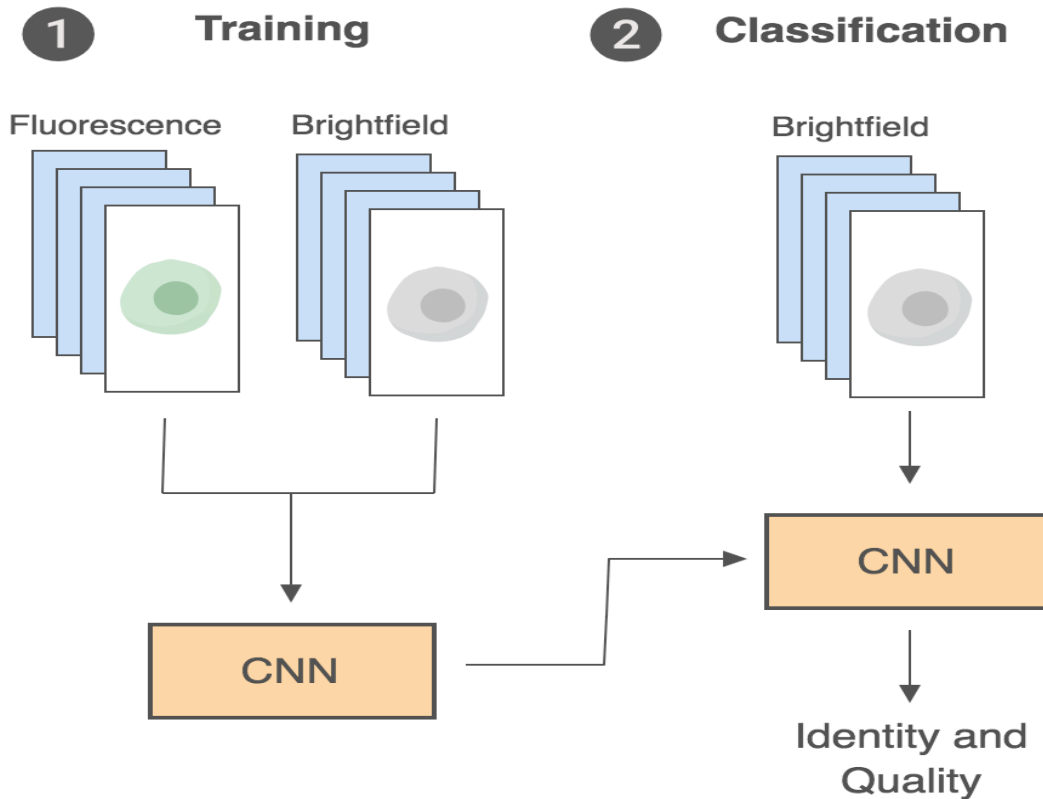 1 Training
2 Classification
Fluorescence
Brightfield
Brightfield
CNN
CNN
Identity and
Quality